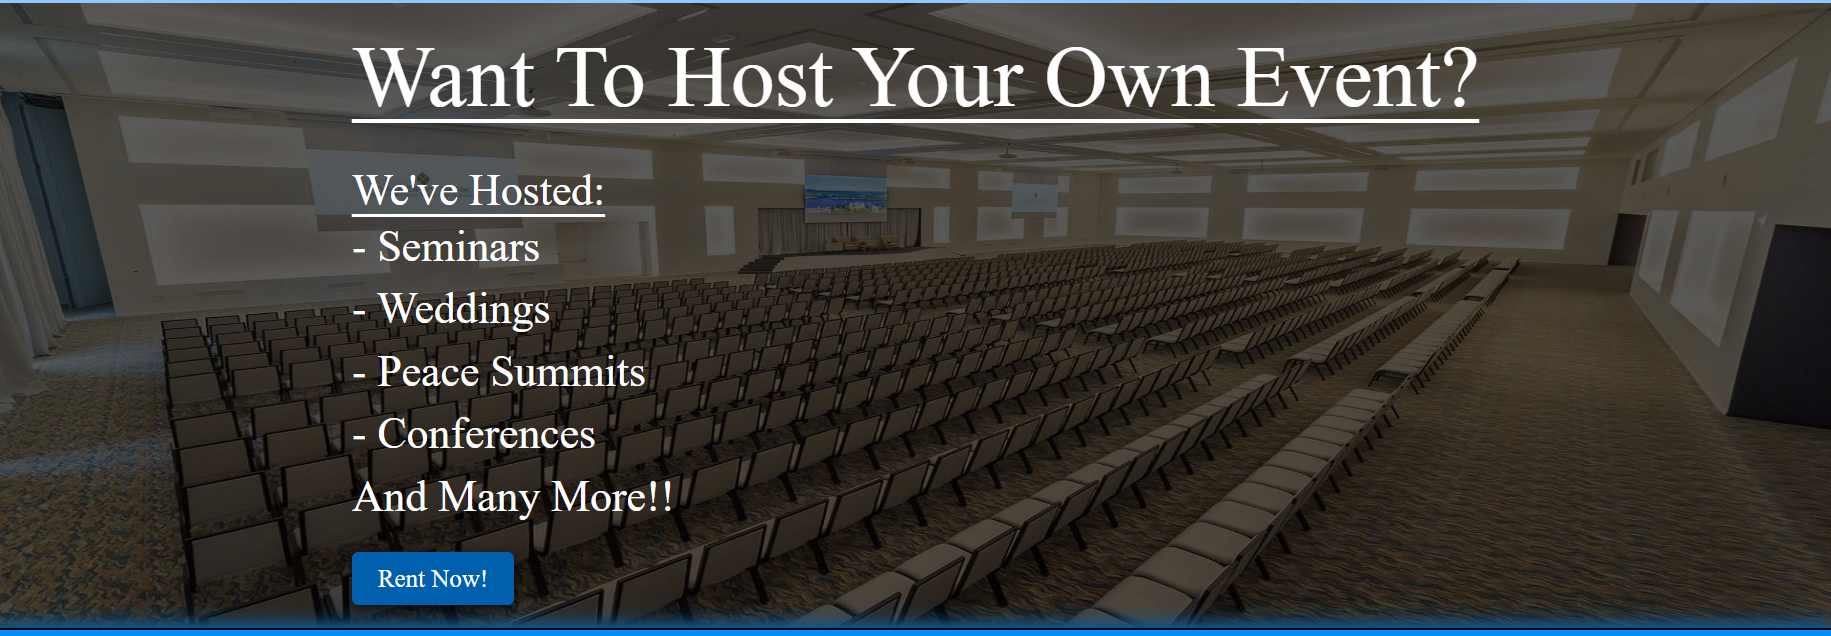 Want To Host Your Own Event?
We've Hosted:
- Seminars
- Weddings
- Peace Summits
- Conferences
And Many More!!
Rent Now!